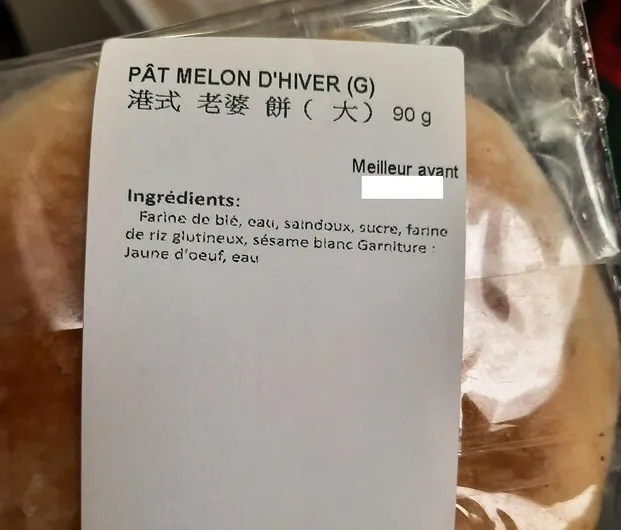 PÂT MELON D'HIVER (G)
港式 老婆 餅 ( 大 ) 90 g
Meilleur avant
Ingrédients:
Farine de blé, eau, saindoux, sucre, farine
de riz glutineux, sésame blanc Garniture :
Jaune d'oeuf, eau